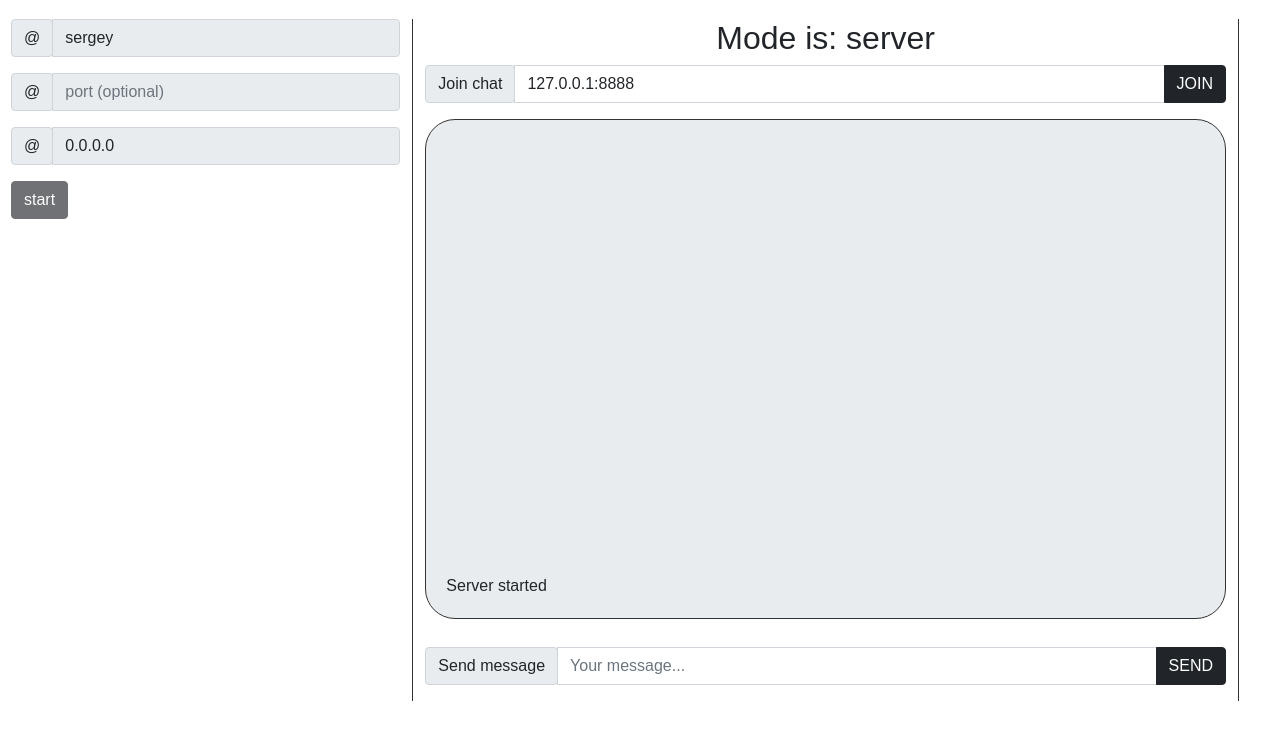 @ sergey
@ port (optional)
@ 0.0.0.0
start
Mode is: server
Join chat 127.0.0.1:8888 JOIN
Server started
Send message Your message... SEND